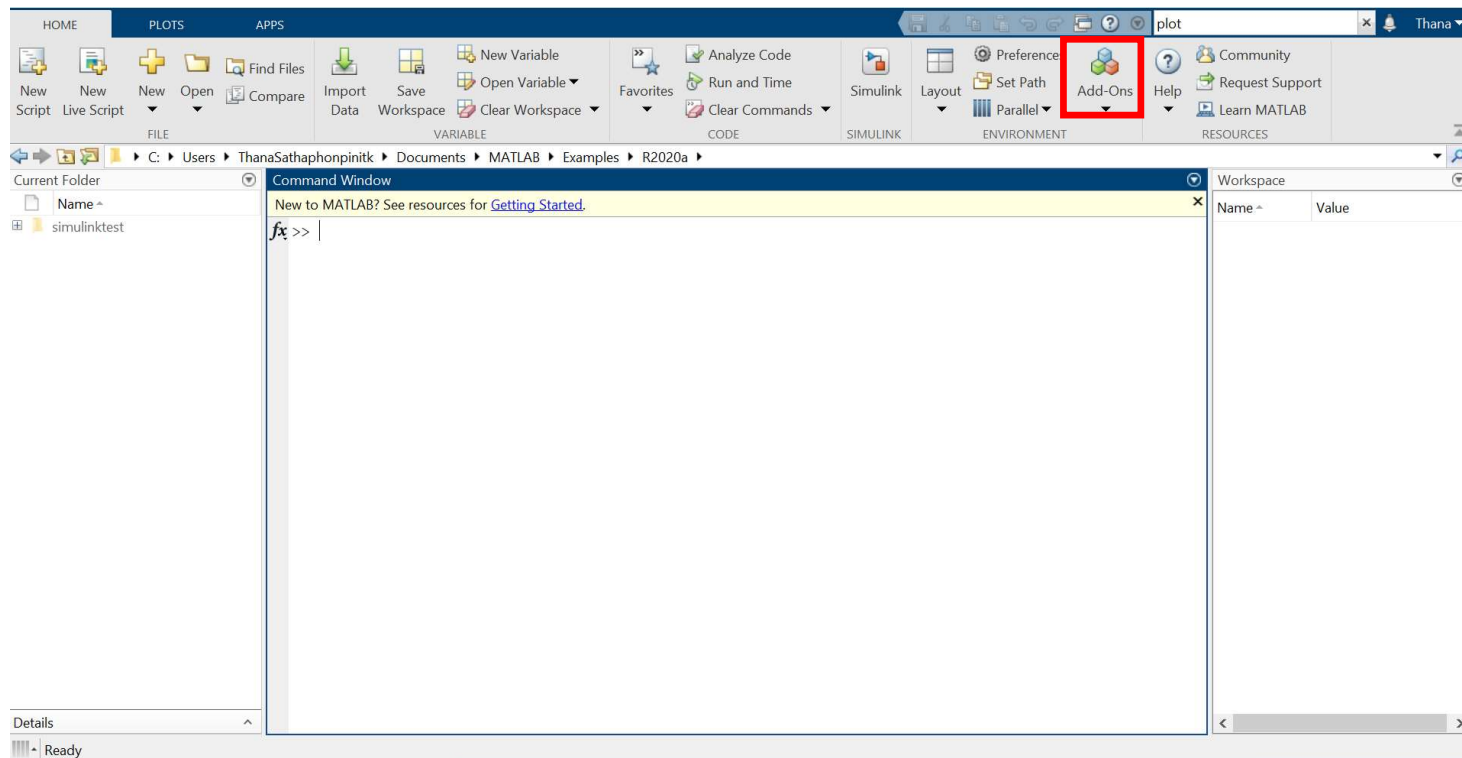 HOME PLOTS APPS plot Thana
New Script
New Live Script
New
Open
Find Files
Compare
FILE
Import Data
Save Workspace
New Variable
Open Variable
Clear Workspace
VARIABLE
Favorites
Analyze Code
Run and Time
Clear Commands
CODE
Simulink
SIMULINK
Layout
Preference
Set Path
Parallel
ENVIRONMENT
Add-Ons
Help
Community
Request Support
Learn MATLAB
RESOURCES
C: Users ThanaSathaphonpinitk Documents MATLAB Examples R2020a
Current Folder
Name
simulinktest
Command Window
New to MATLAB? See resources for Getting Started.
fx >>
Workspace
Name Value
Details
Ready